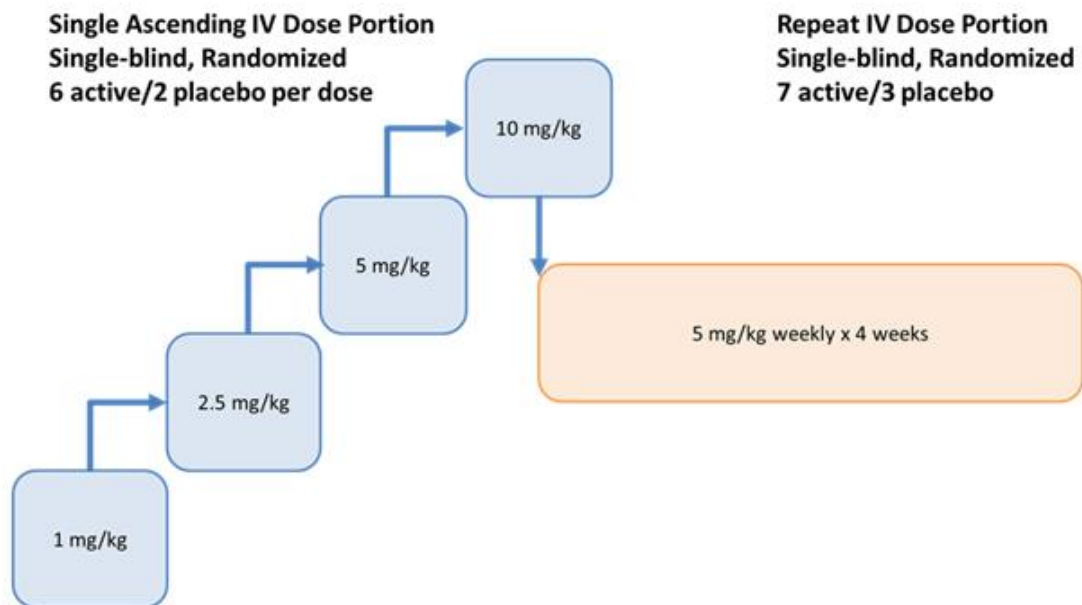 Single Ascending IV Dose Portion
Single-blind, Randomized
6 active/2 placebo per dose
Repeat IV Dose Portion
Single-blind, Randomized
7 active/3 placebo
10 mg/kg
5 mg/kg
5 mg/kg weekly x 4 weeks
2.5 mg/kg
1 mg/kg